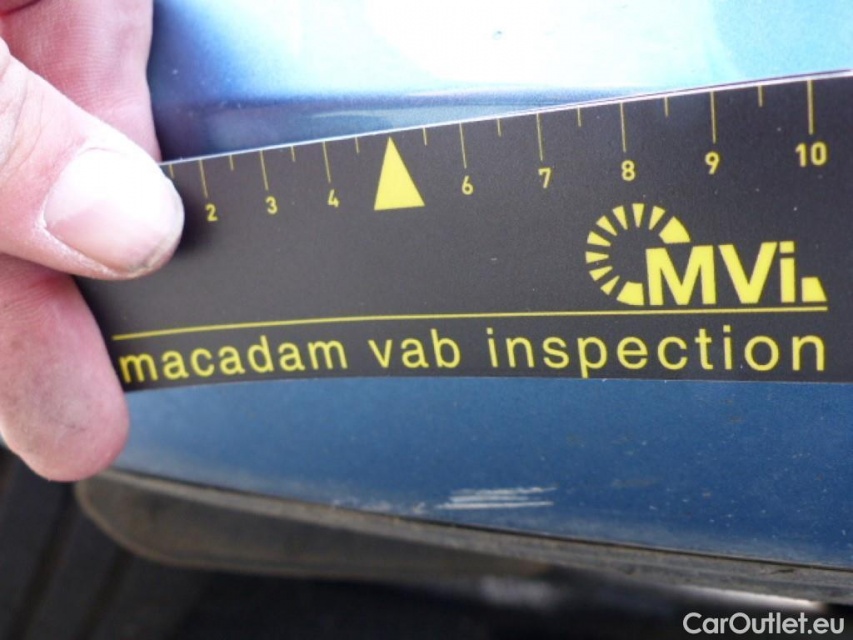 2 3 4 6 7 8 9 10
MVi
macadam vab inspection
CarOutlet.eu